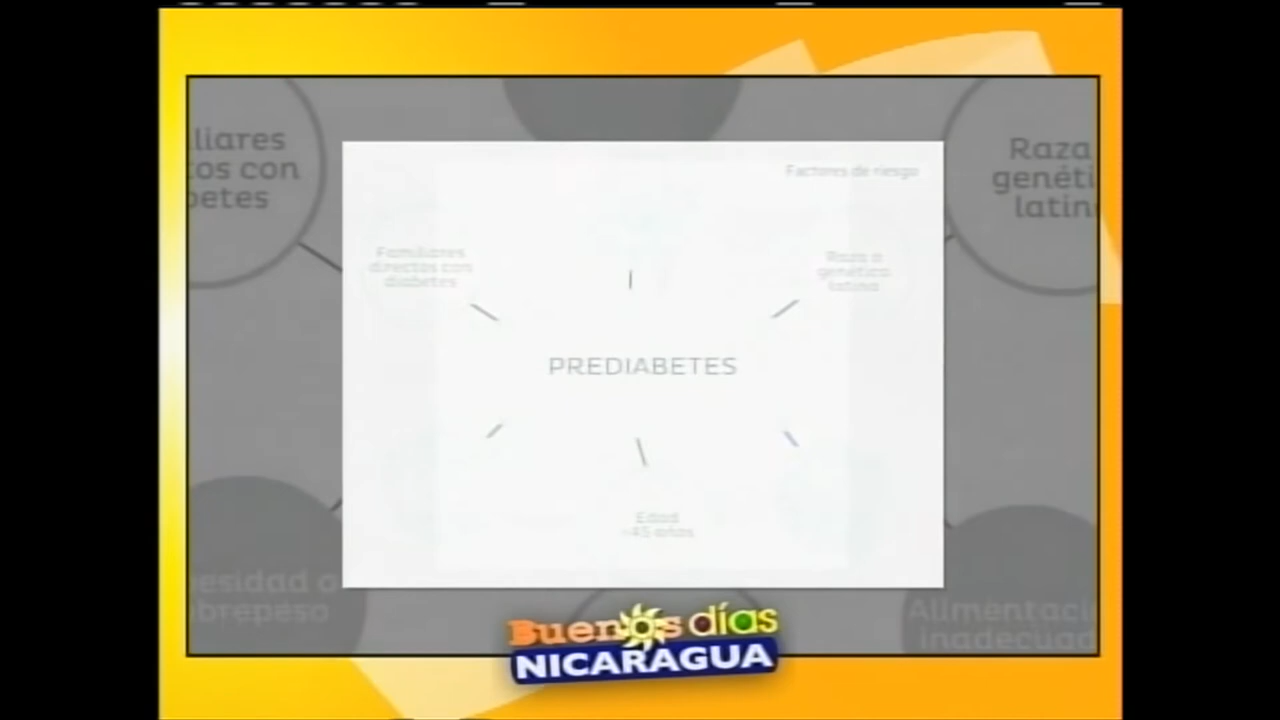 liares
tos con
betes
Raza
genéti
latin
Factores de riesgo
Familiares
directos con
diabetes
Raza o
genética
latina
PREDIABETES
Edad
>45 años
besidad o
brepeso
Alimentaci
inadecuad
Buenos días
NICARAGUA